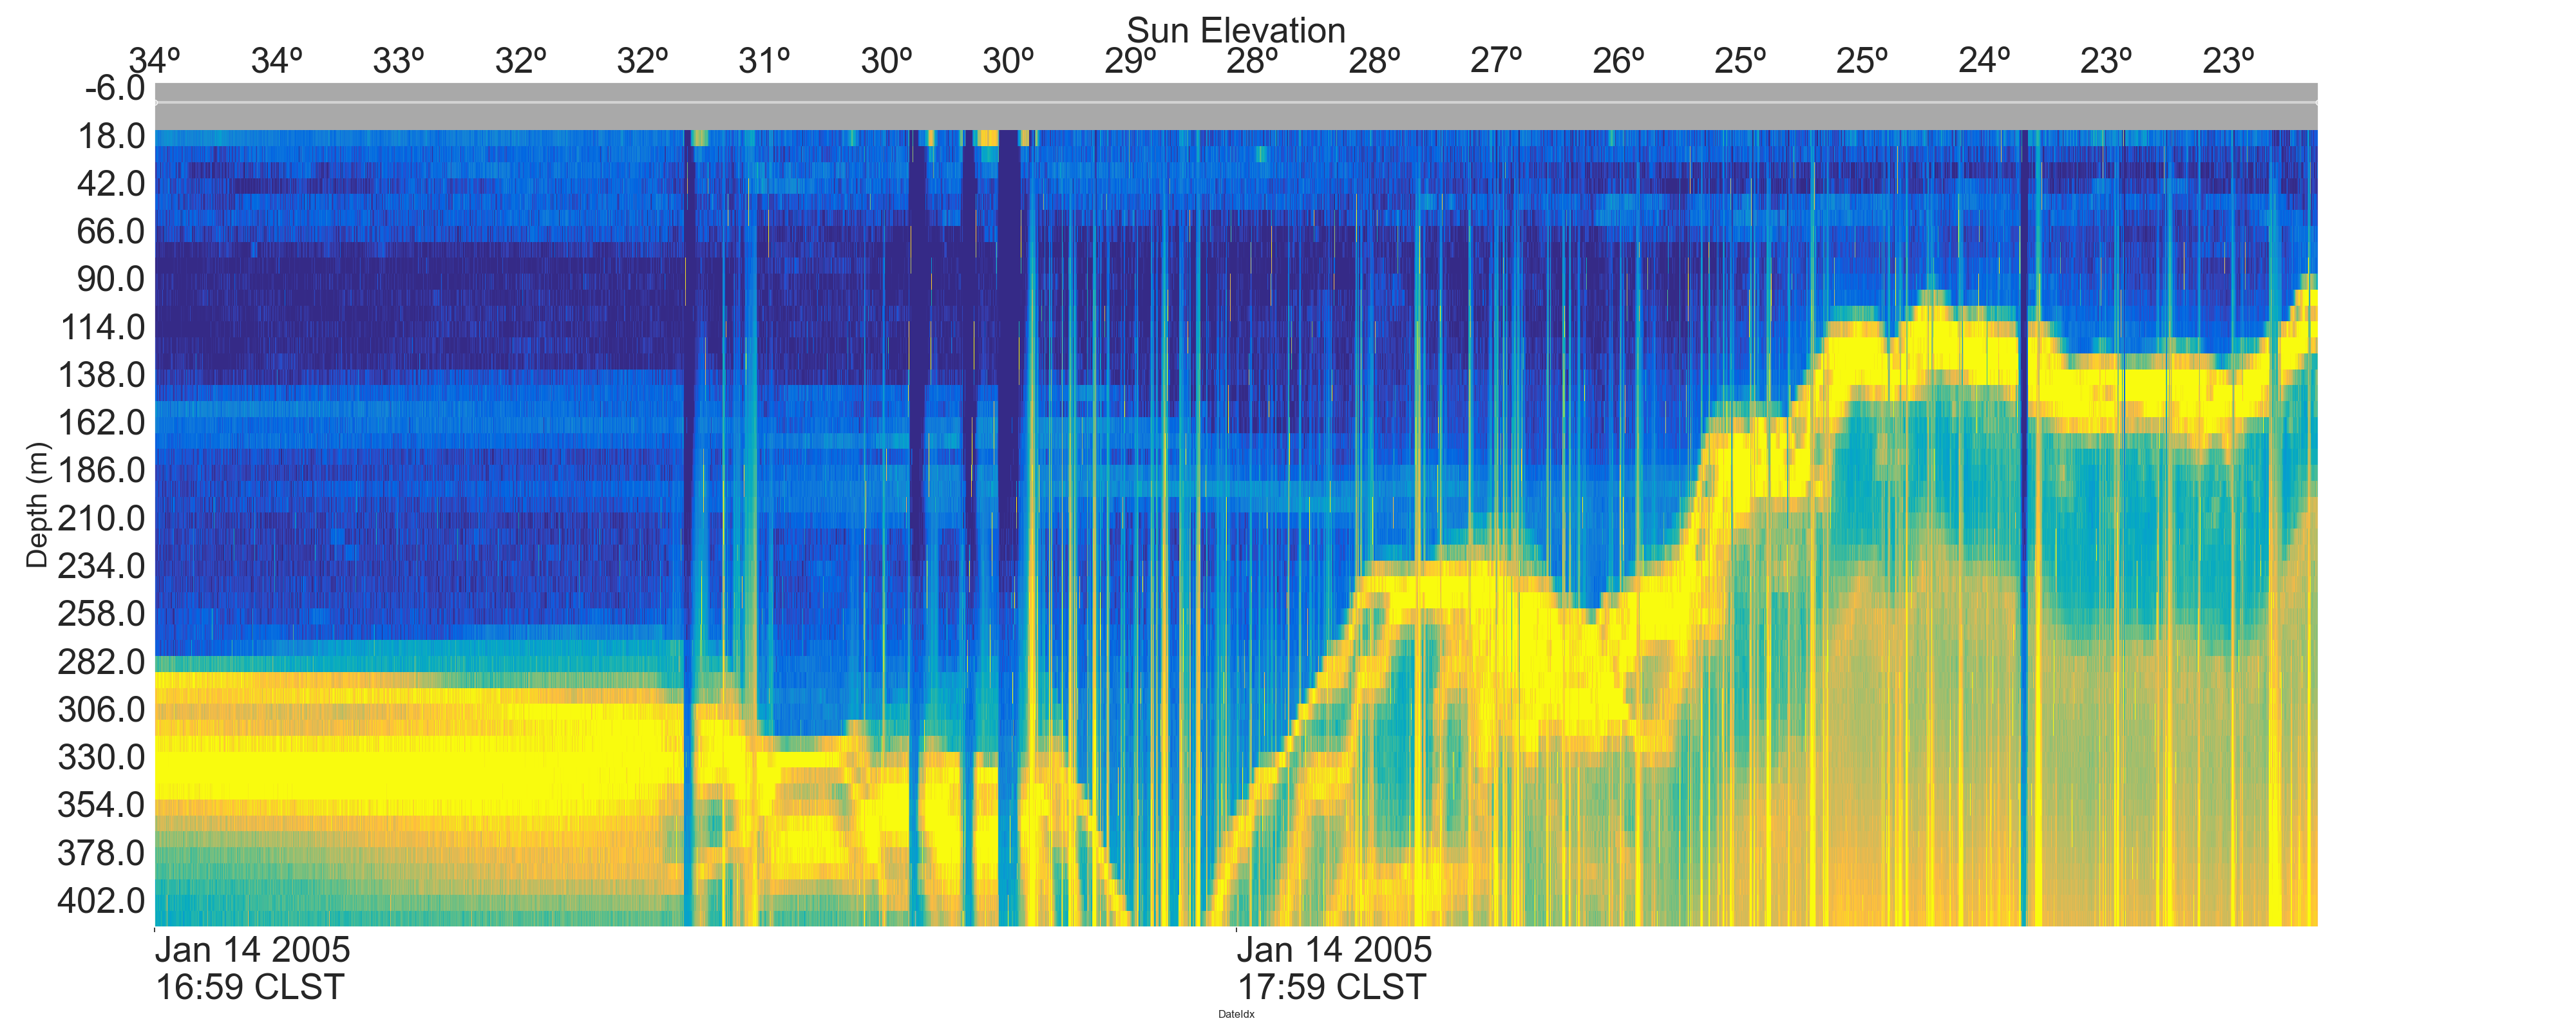 Sun Elevation
34º 34º 33º 32º 32º 31º 30º 30º 29º 28º 28º 27º 26º 25º 25º 24º 23º 23º
-6.0
18.0
42.0
66.0
90.0
114.0
138.0
162.0
186.0
210.0
234.0
258.0
282.0
306.0
330.0
354.0
378.0
402.0
Depth (m)
Jan 14 2005
16:59 CLST
Jan 14 2005
17:59 CLST
DateIdx